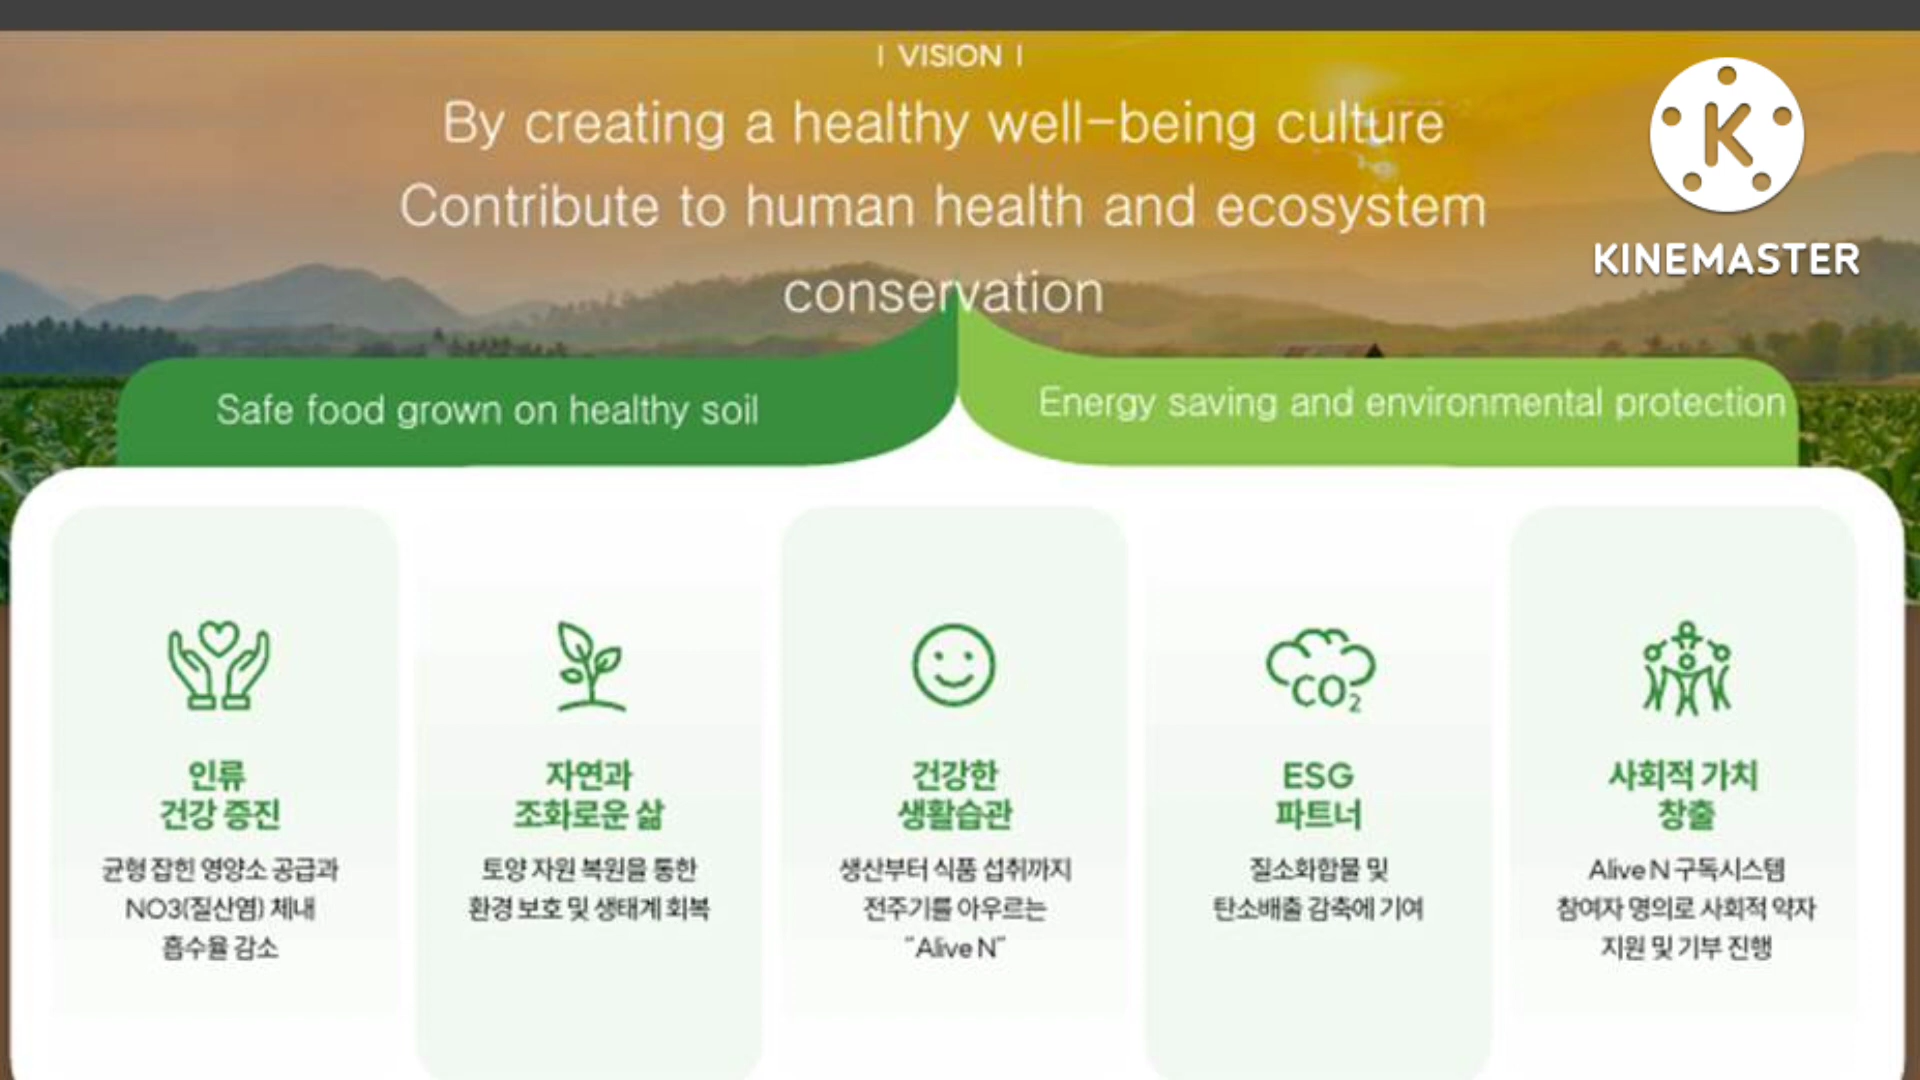 | VISION |
By creating a healthy well-being culture
Contribute to human health and ecosystem
conservation
K
KINEMASTER
Safe food grown on healthy soil
Energy saving and environmental protection
인류
건강 증진
균형 잡힌 영양소 공급과
NO3(질산염) 체내
흡수율 감소
자연과
조화로운 삶
토양 자원 복원을 통한
환경 보호 및 생태계 회복
건강한
생활습관
생산부터 식품 섭취까지
전주기를 아우르는
"Alive N"
CO2
ESG
파트너
질소화합물 및
탄소배출 감축에 기여
사회적 가치
창출
Alive N 구독시스템
참여자 명의로 사회적 약자
지원 및 기부 진행